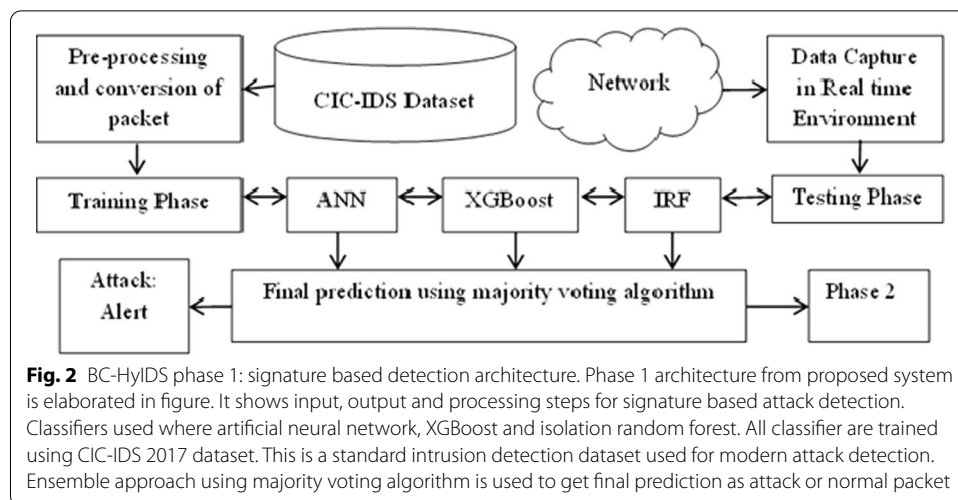 Pre-processing
and conversion of
packet
CIC-IDS Dataset
Network
Data Capture
in Real time
Environment
Training Phase
ANN
XGBoost
IRF
Testing Phase
Attack:
Alert
Final prediction using majority voting algorithm
Phase 2
Fig. 2 BC-HyIDS phase 1: signature based detection architecture. Phase 1 architecture from proposed system
is elaborated in figure. It shows input, output and processing steps for signature based attack detection.
Classifiers used where artificial neural network, XGBoost and isolation random forest. All classifier are trained
using CIC-IDS 2017 dataset. This is a standard intrusion detection dataset used for modern attack detection.
Ensemble approach using majority voting algorithm is used to get final prediction as attack or normal packet